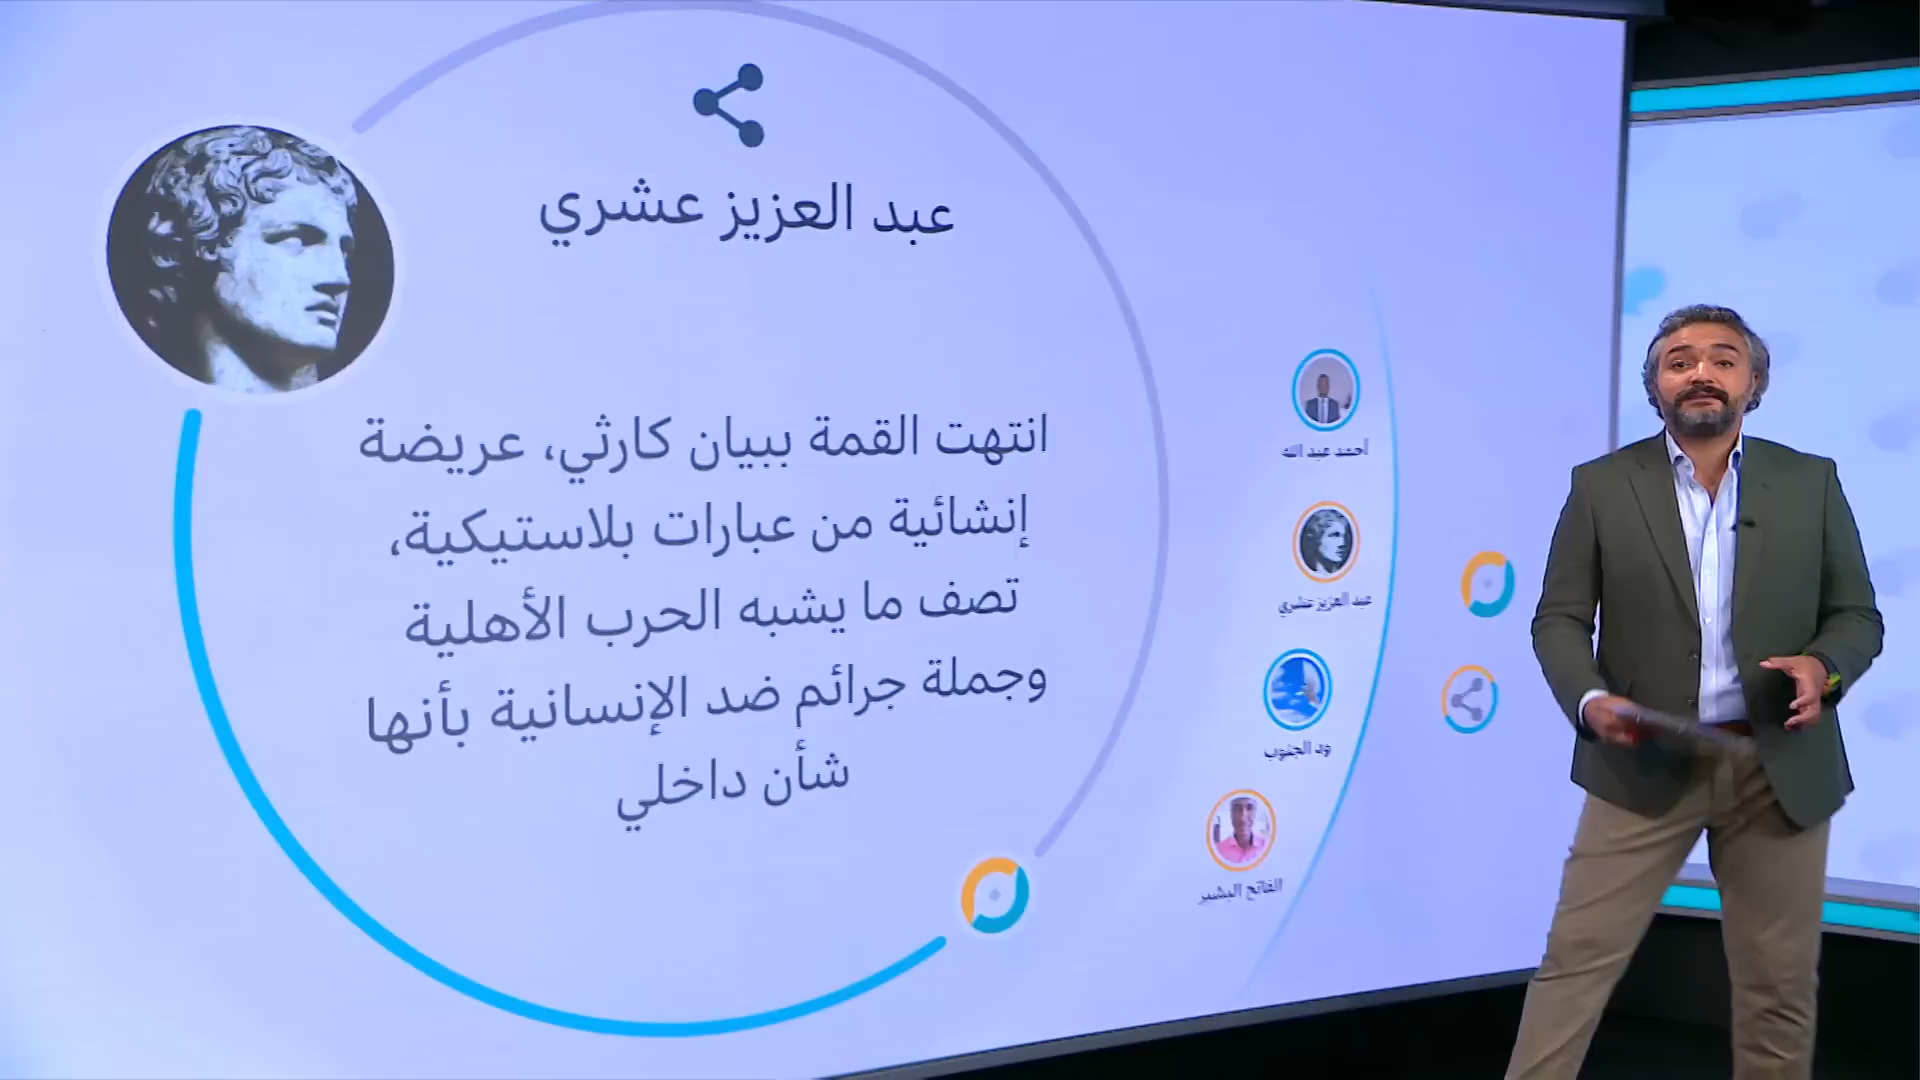 عبد العزيز عشري
انتهت القمة ببيان كارثي، عريضة
إنشائية من عبارات بلاستيكية،
تصف ما يشبه الحرب الأهلية
وجملة جرائم ضد الإنسانية بأنها
شأن داخلي
أحمد عبد الله
عبد العزيز عشري
ود الجنوب
الفاتح البشير